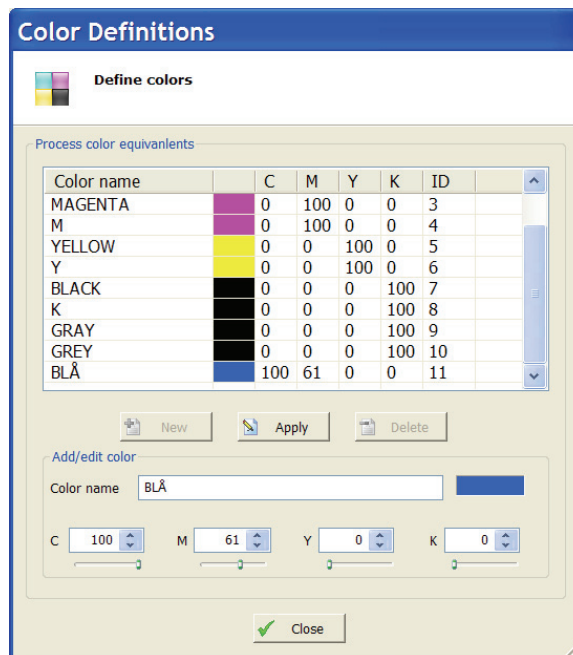 Color Definitions
Define colors
Process color equivanlents
Color name C M Y K ID
MAGENTA 0 100 0 0 3
M 0 100 0 0 4
YELLOW 0 0 100 0 5
Y 0 0 100 0 6
BLACK 0 0 0 100 7
K 0 0 0 100 8
GRAY 0 0 0 100 9
GREY 0 0 0 100 10
BLÅ 100 61 0 0 11
New Apply Delete
Add/edit color
Color name BLÅ
C 100 M 61 Y 0 K 0
Close